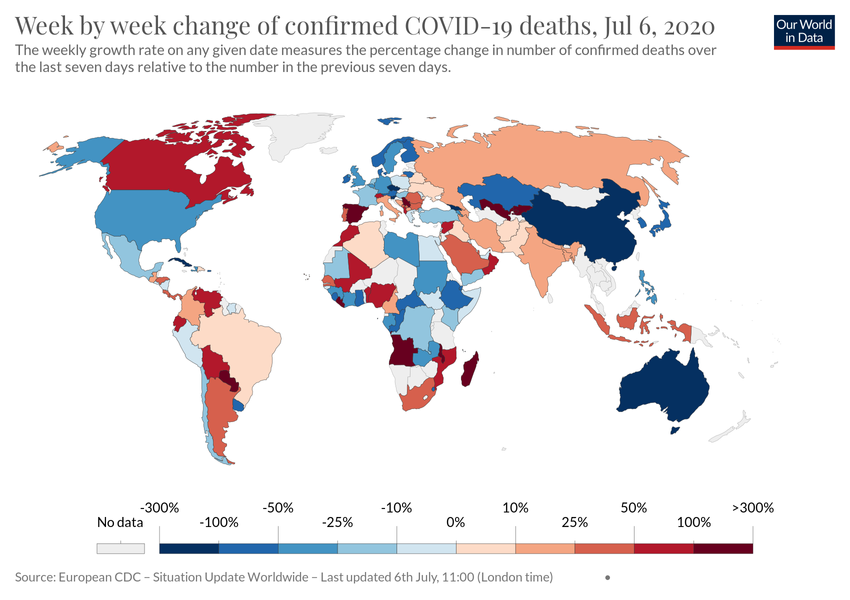 Week by week change of confirmed COVID-19 deaths, Jul 6, 2020
Our World
in Data
The weekly growth rate on any given date measures the percentage change in number of confirmed deaths over
the last seven days relative to the number in the previous seven days.
-300% -50% -10% 10% 50% >300%
No data -100% -25% 0% 25% 100%
Source: European CDC – Situation Update Worldwide – Last updated 6th July, 11:00 (London time) •